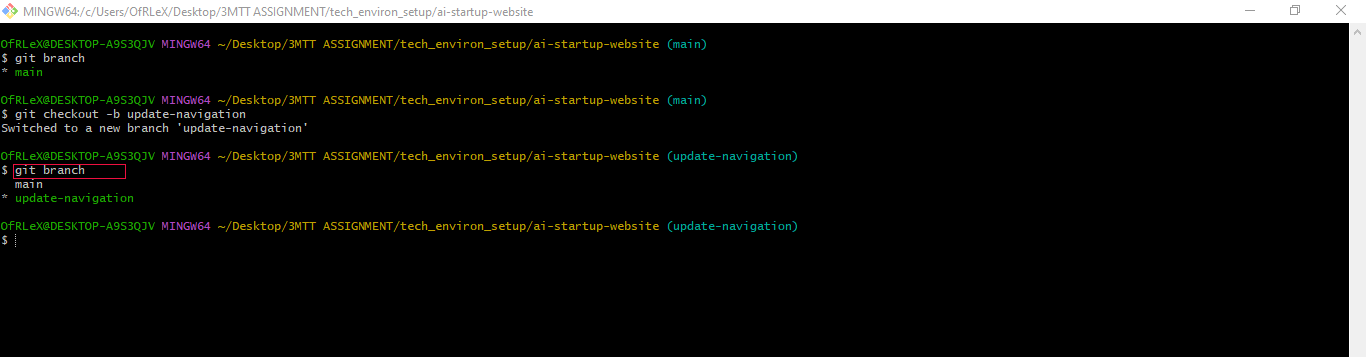 MINGW64:/c/Users/OfRLeX/Desktop/3MTT ASSIGNMENT/tech_environ_setup/ai-startup-website
OfRLeX@DESKTOP-A9S3QJV MINGW64 ~/Desktop/3MTT ASSIGNMENT/tech_environ_setup/ai-startup-website (main)
$ git branch
* main
OfRLeX@DESKTOP-A9S3QJV MINGW64 ~/Desktop/3MTT ASSIGNMENT/tech_environ_setup/ai-startup-website (main)
$ git checkout -b update-navigation
Switched to a new branch 'update-navigation'
OfRLeX@DESKTOP-A9S3QJV MINGW64 ~/Desktop/3MTT ASSIGNMENT/tech_environ_setup/ai-startup-website (update-navigation)
$ git branch
main
* update-navigation
OfRLeX@DESKTOP-A9S3QJV MINGW64 ~/Desktop/3MTT ASSIGNMENT/tech_environ_setup/ai-startup-website (update-navigation)
$